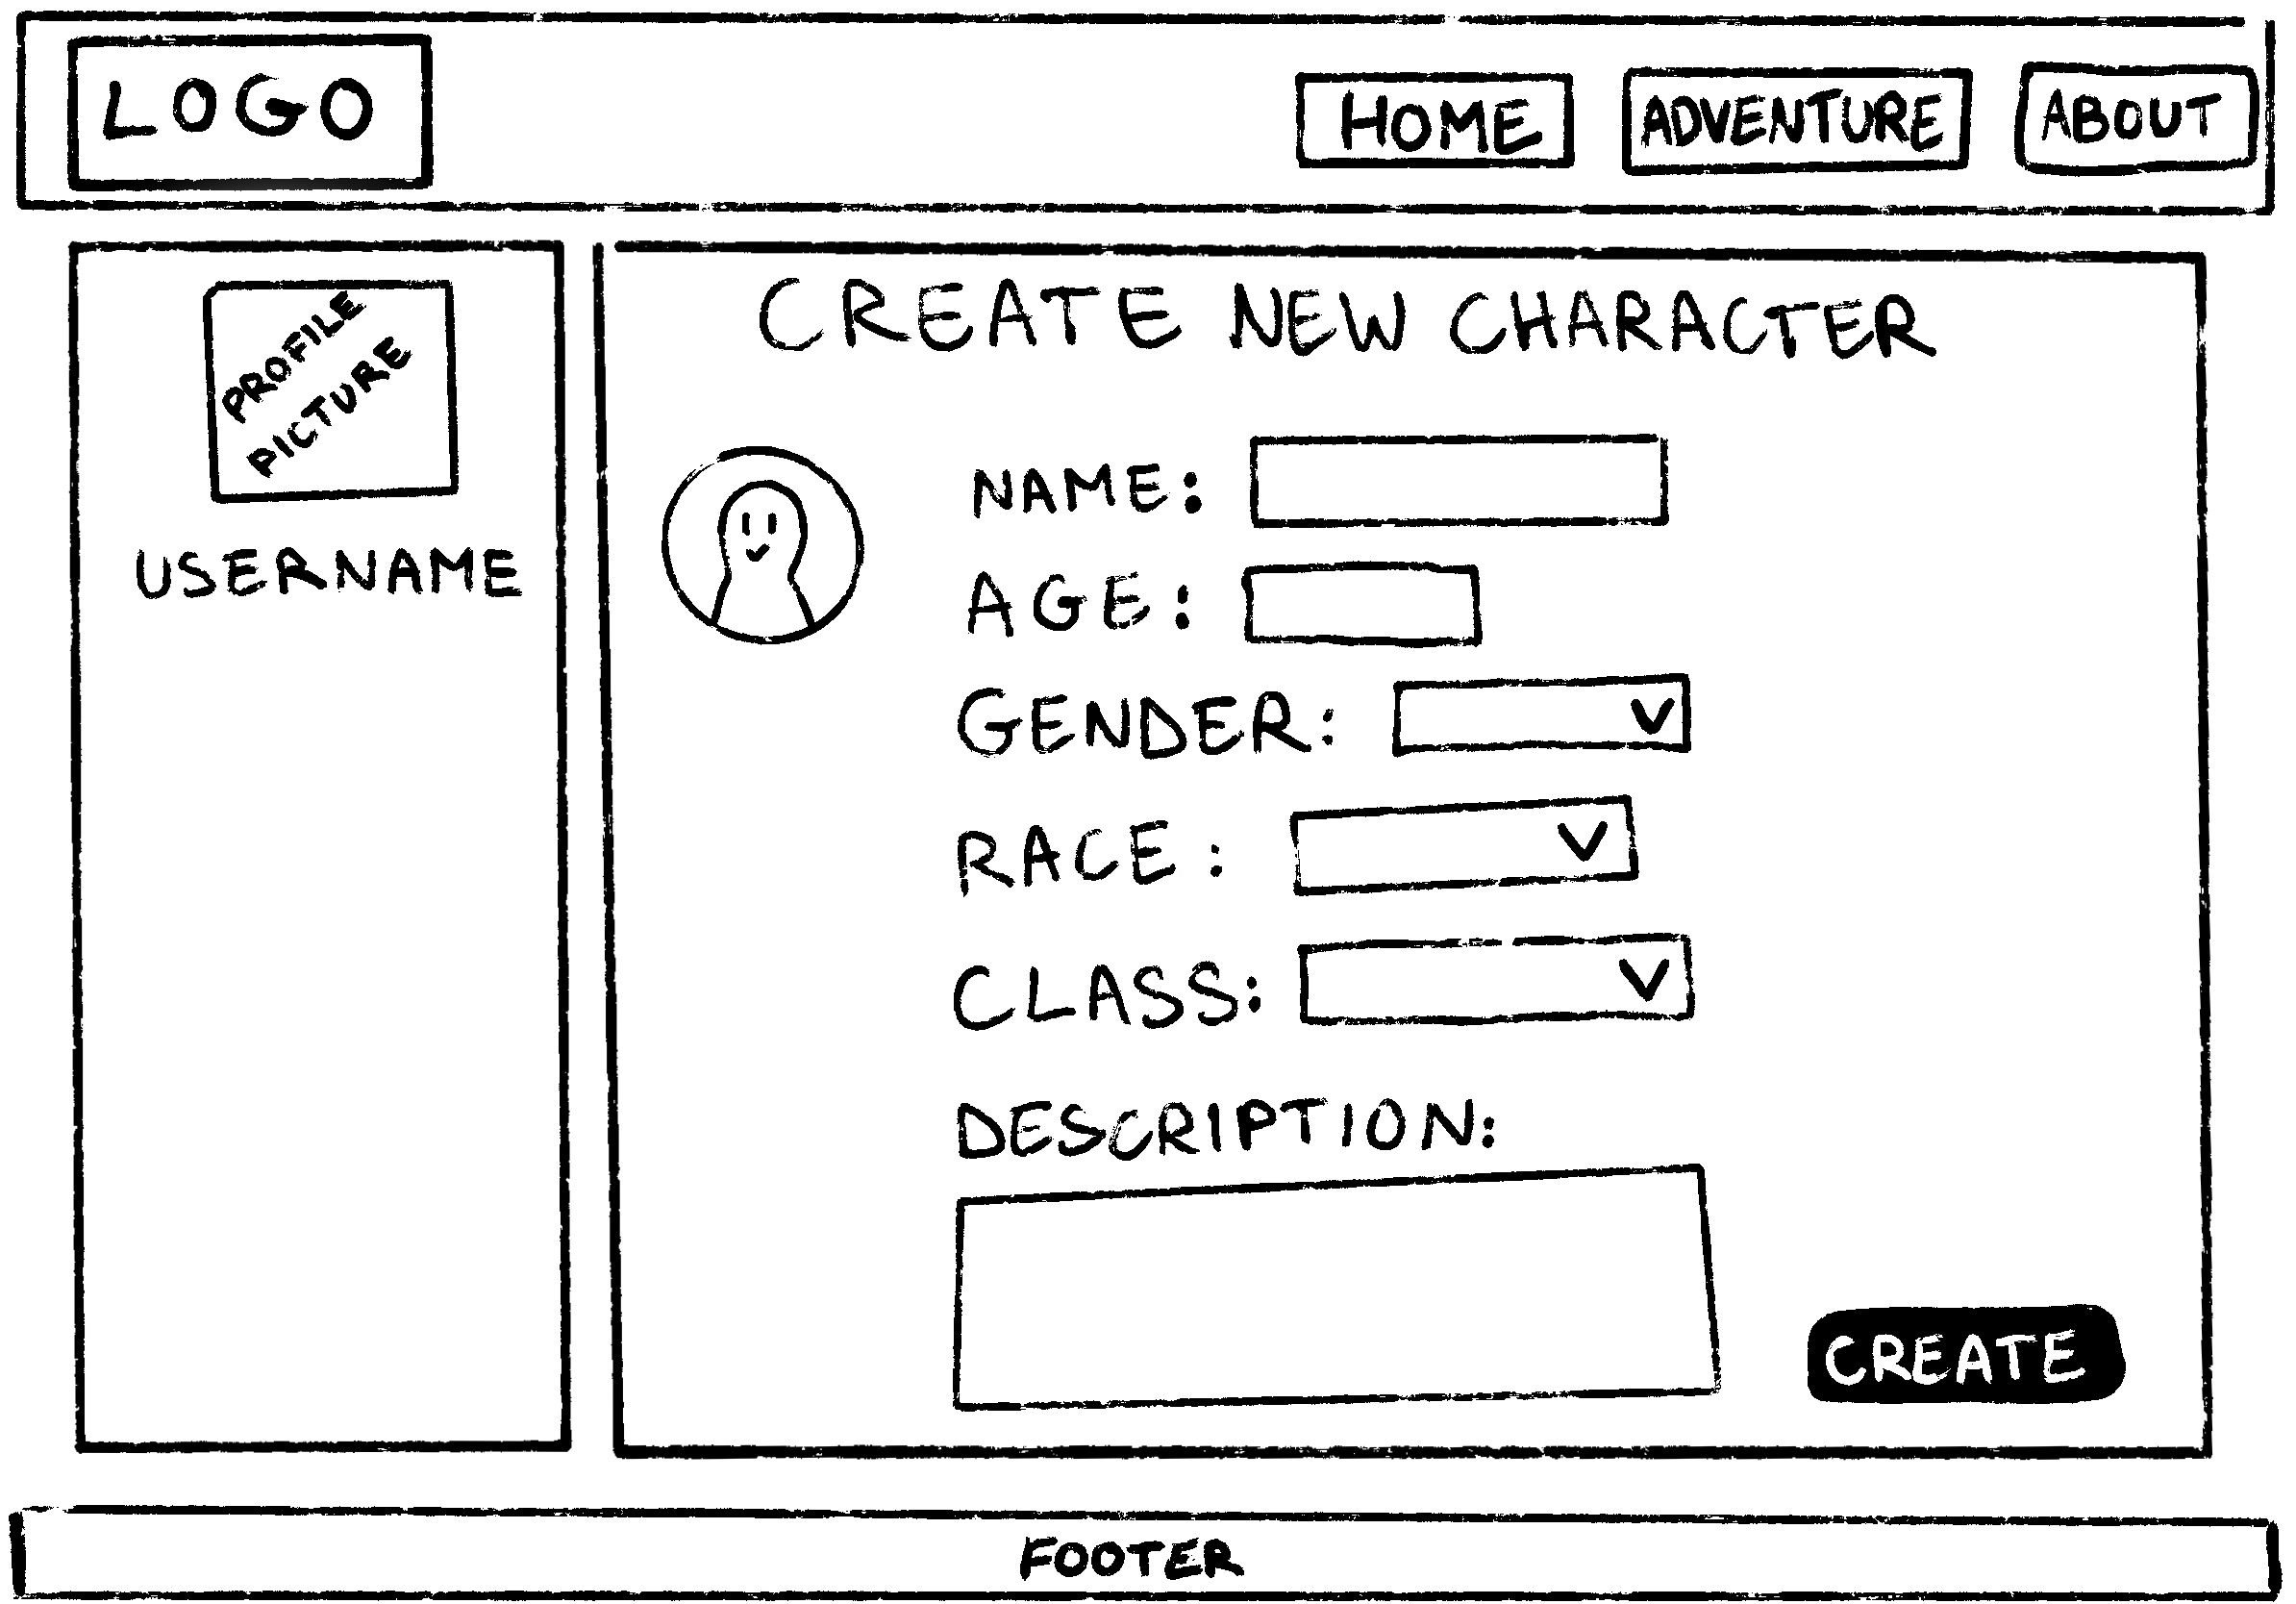 LOGO
HOME
ADVENTURE
ABOUT
PROFILE
PICTURE
USERNAME
CREATE NEW CHARACTER
NAME:
AGE:
GENDER:
RACE:
CLASS:
DESCRIPTION:
CREATE
FOOTER